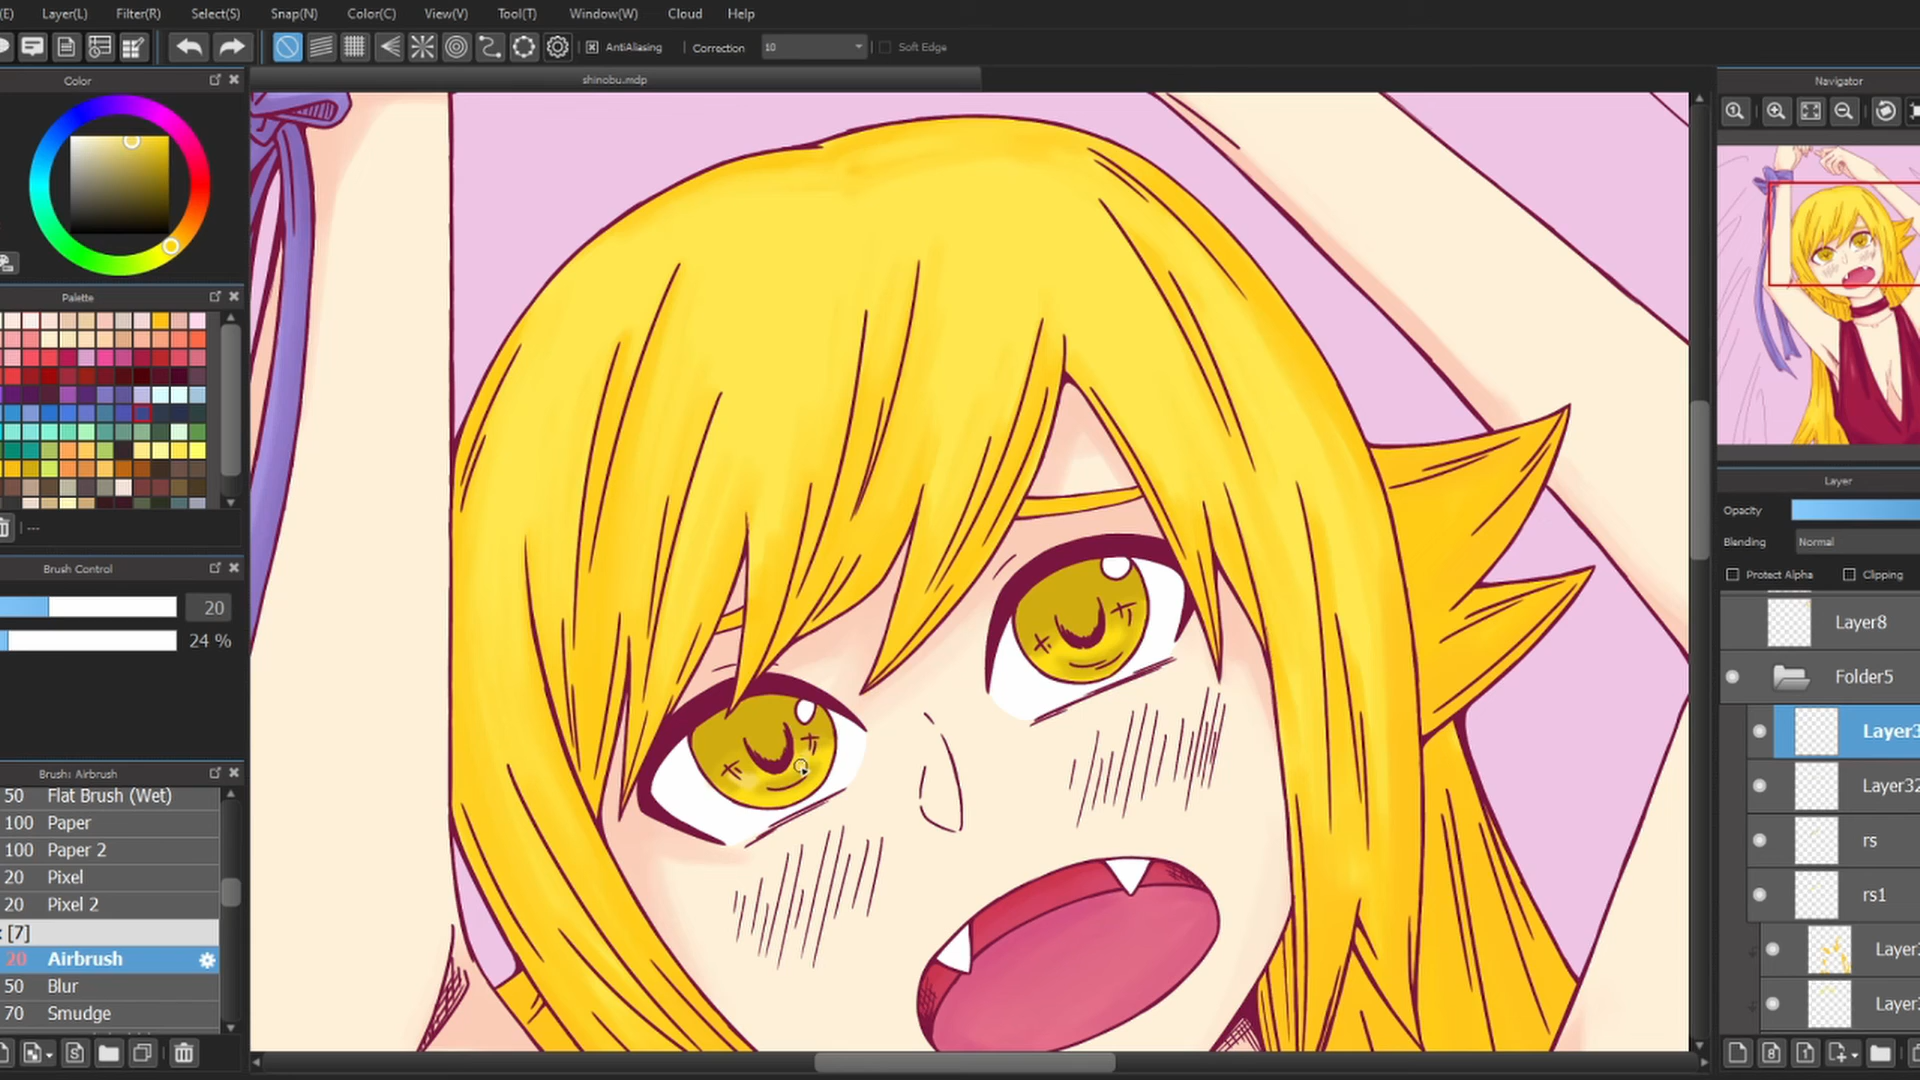 (E) Layer(L) Filter(R) Select(S) Snap(N) Color(C) View(V) Tool(T) Window(W) Cloud Help
AntiAliasing Correction 10 Soft Edge
Color
shinobu.mdp
Navigator
Palette
---
Brush Control
20
24 %
Brush: Airbrush
50 Flat Brush (Wet)
100 Paper
100 Paper 2
20 Pixel
20 Pixel 2
[7]
20 Airbrush
50 Blur
70 Smudge
Layer
Opacity
Blending Normal
Protect Alpha Clipping
Layer8
Folder5
Layer3
Layer32
rs
rs1
Layer3
Layer3